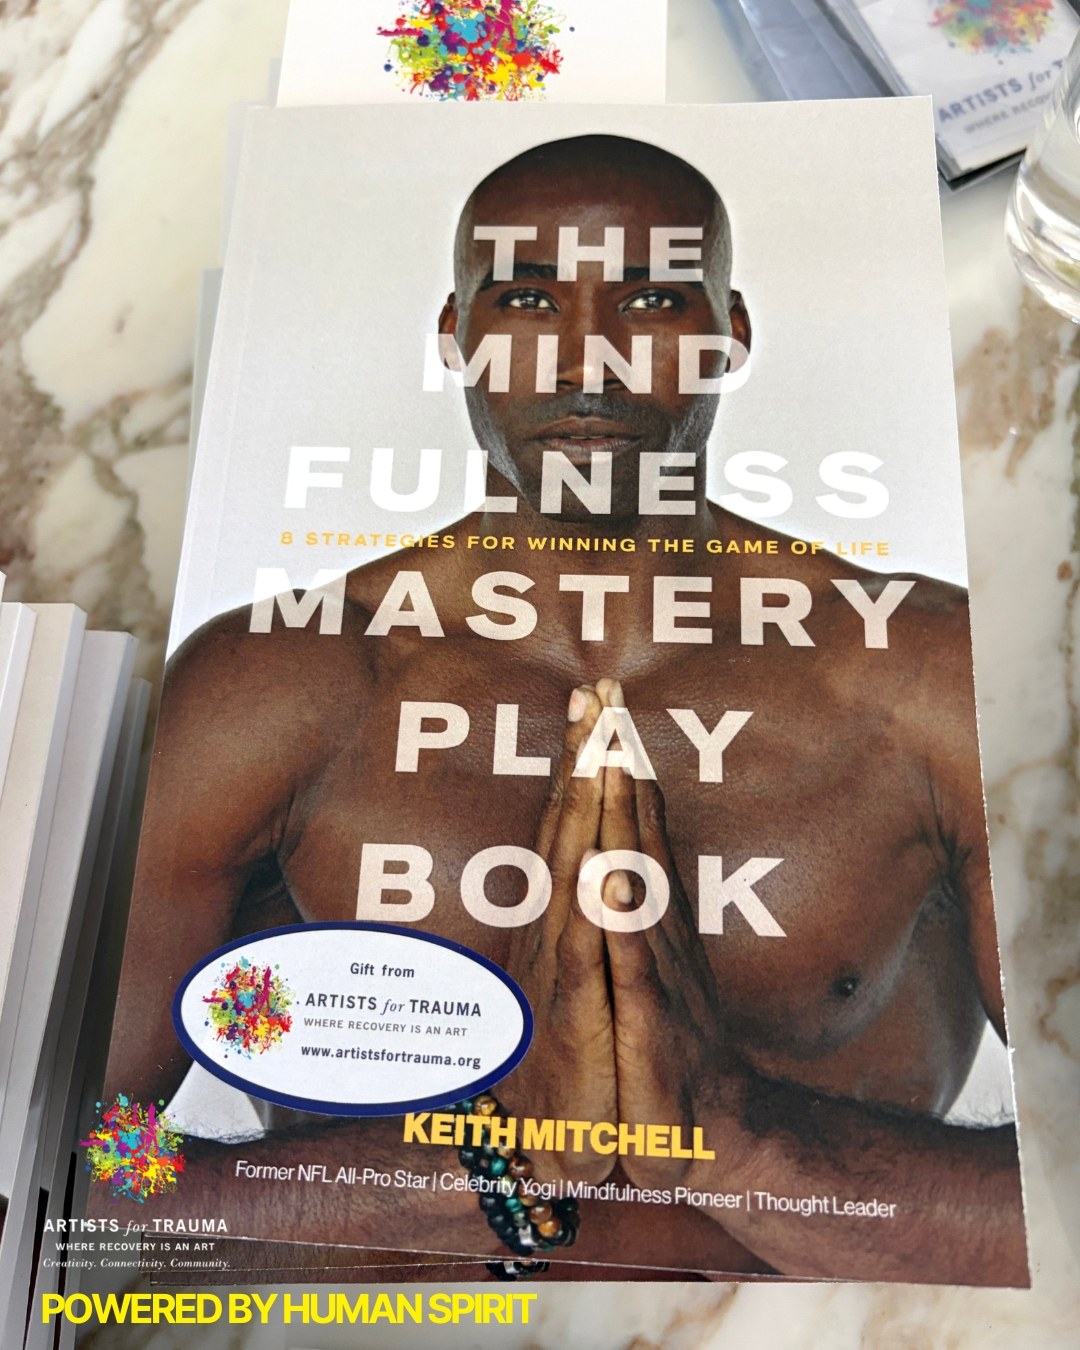 ARTISTS for
WHERE
THE
MIND
FULNESS
8 STRATEGIES FOR WINNING THE GAME OF LIFE
MASTERY
PLAY
BOOK
Gift from
ARTISTS for TRAUMA
WHERE RECOVERY IS AN ART
www.artistsfortrauma.org
KEITH MITCHELL
Former NFL All-Pro Star | Celebrity Yogi | Mindfulness Pioneer | Thought Leader
ARTISTS for TRAUMA
WHERE RECOVERY IS AN ART
Creativity. Connectivity. Community.
POWERED BY HUMAN SPIRIT